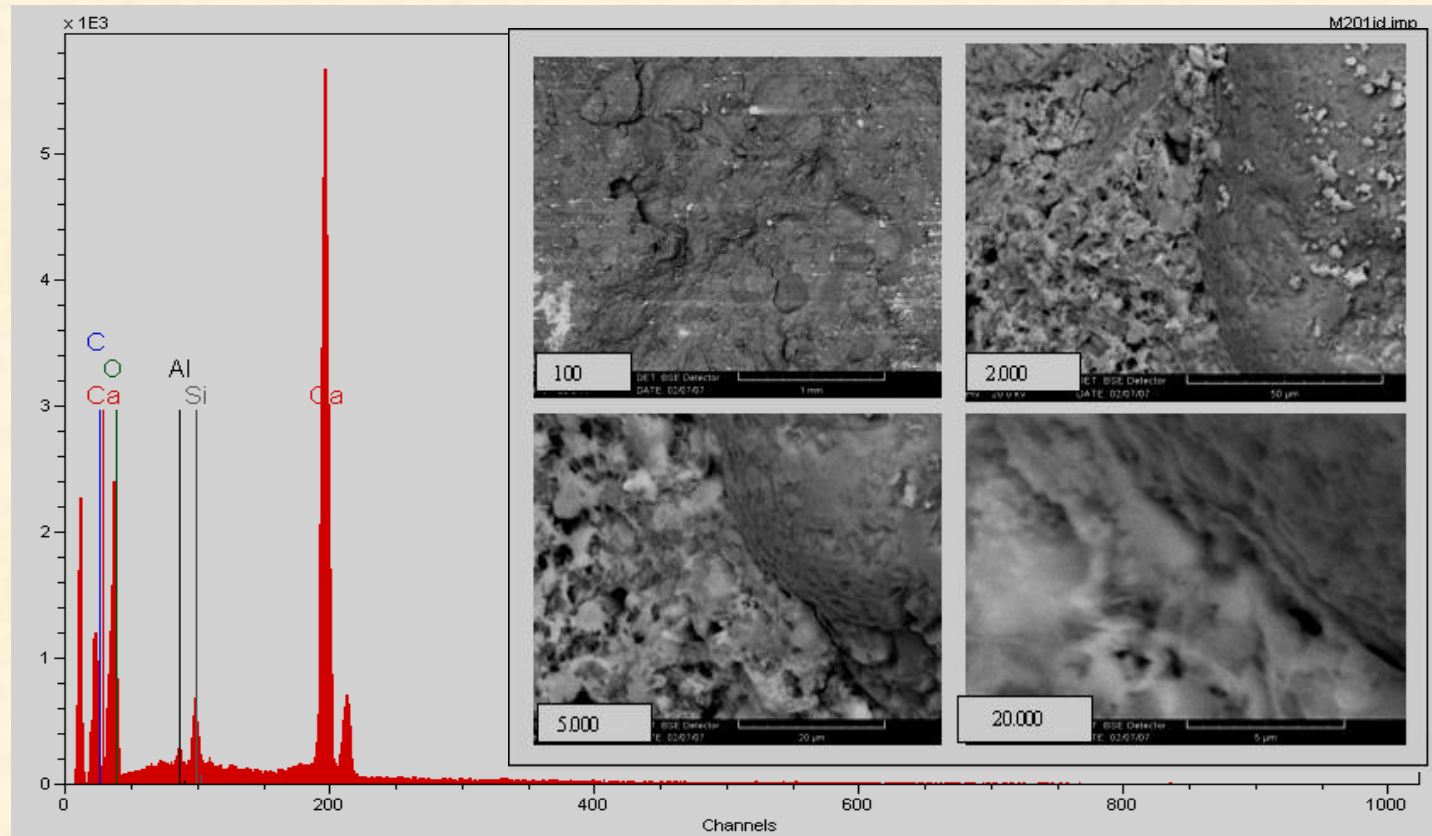 x 1E3
M201id.imp
5
4
3
2
1
0
C
O
Ca
Al
Si
Ca
0
200
400
600
800
1000
Channels
100
DET: BSE Detector
DATE: 02/07/07
1 mm
2.000
DET: BSE Detector
20.0 kV
DATE: 02/07/07
50 µm
5.000
BSE Detector
DATE: 02/07/07
20 µm
20.000
BSE Detector
DATE: 02/07/07
5 µm